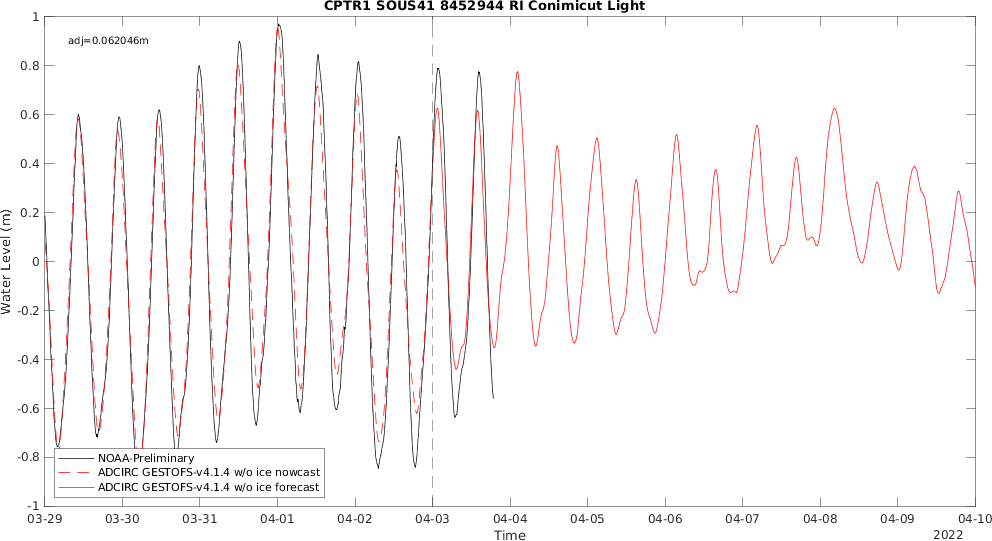 CPTR1 SOUS41 8452944 RI Conimicut Light
adj=0.062046m
Water Level (m)
1
0.8
0.6
0.4
0.2
0
-0.2
-0.4
-0.6
-0.8
-1
NOAA-Preliminary
ADCIRC GESTOFS-v4.1.4 w/o ice nowcast
ADCIRC GESTOFS-v4.1.4 w/o ice forecast
03-29 03-30 03-31 04-01 04-02 04-03 04-04 04-05 04-06 04-07 04-08 04-09 04-10
Time
2022